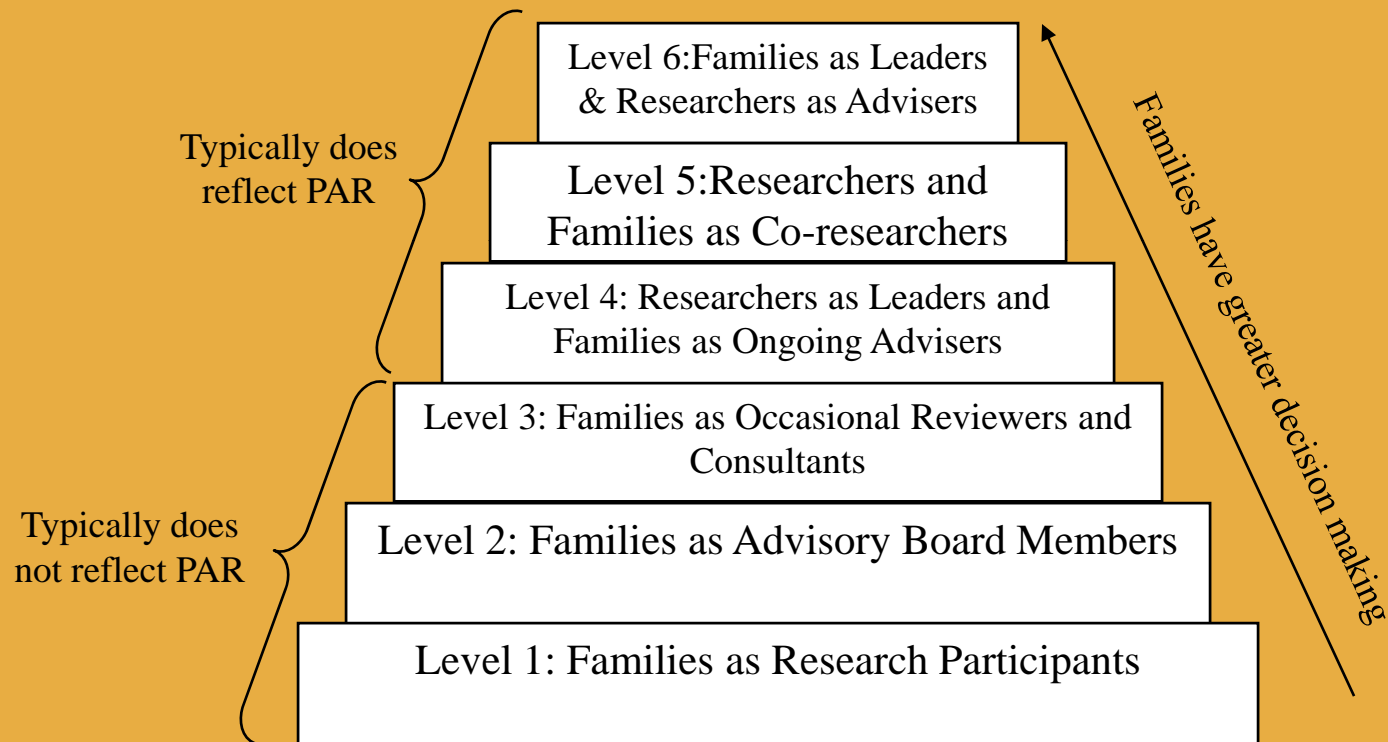 Level 6:Families as Leaders
& Researchers as Advisers
Typically does
reflect PAR
Level 5:Researchers and
Families as Co-researchers
Families have greater decision making
Level 4: Researchers as Leaders and
Families as Ongoing Advisers
Level 3: Families as Occasional Reviewers and
Consultants
Typically does
not reflect PAR
Level 2: Families as Advisory Board Members
Level 1: Families as Research Participants